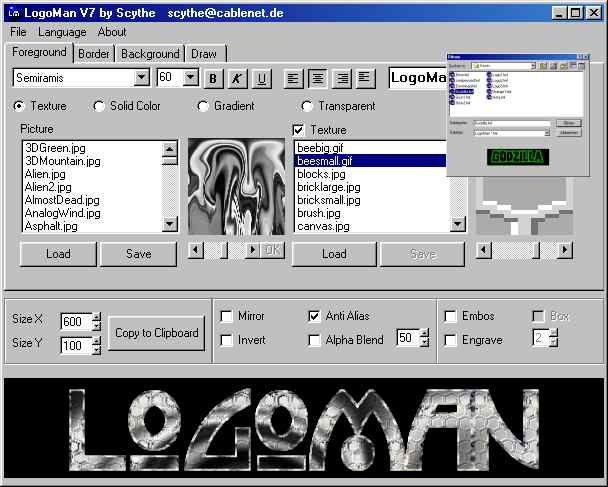 LogoMan V7 by Scythe scythe@cablenet.de
File Language About
Foreground Border Background Draw
Semiramis 60 B K U LogoMa
Texture Solid Color Gradient Transparent
Picture
3DGreen.jpg
3DMountain.jpg
Alien.jpg
Alien2.jpg
AlmostDead.jpg
AnalogWind.jpg
Asphalt.jpg
Load Save
OK
Texture
beebig.gif
beesmall.gif
blocks.jpg
bricklarge.jpg
bricksmall.jpg
brush.jpg
canvas.jpg
Load Save
GODZILLA
Size X 600
Size Y 100
Copy to Clipboard
Mirror Anti Alias
Invert Alpha Blend 50
Embos Box
Engrave 2
LOGOMAN